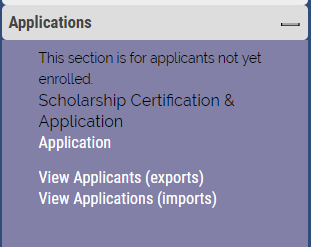 Applications
This section is for applicants not yet
enrolled.
Scholarship Certification &
Application
Application
View Applicants (exports)
View Applications (imports)